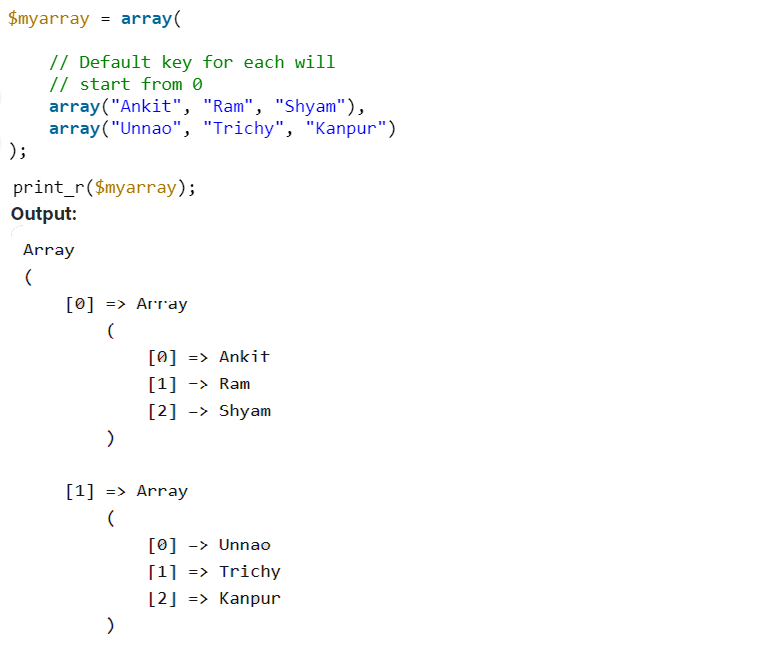 $myarray = array(
// Default key for each will
// start from 0
array("Ankit", "Ram", "Shyam"),
array("Unnao", "Trichy", "Kanpur")
);
print_r($myarray);
Output:
Array
(
[0] => Array
(
[0] => Ankit
[1] => Ram
[2] => Shyam
)
[1] => Array
(
[0] => Unnao
[1] => Trichy
[2] => Kanpur
)